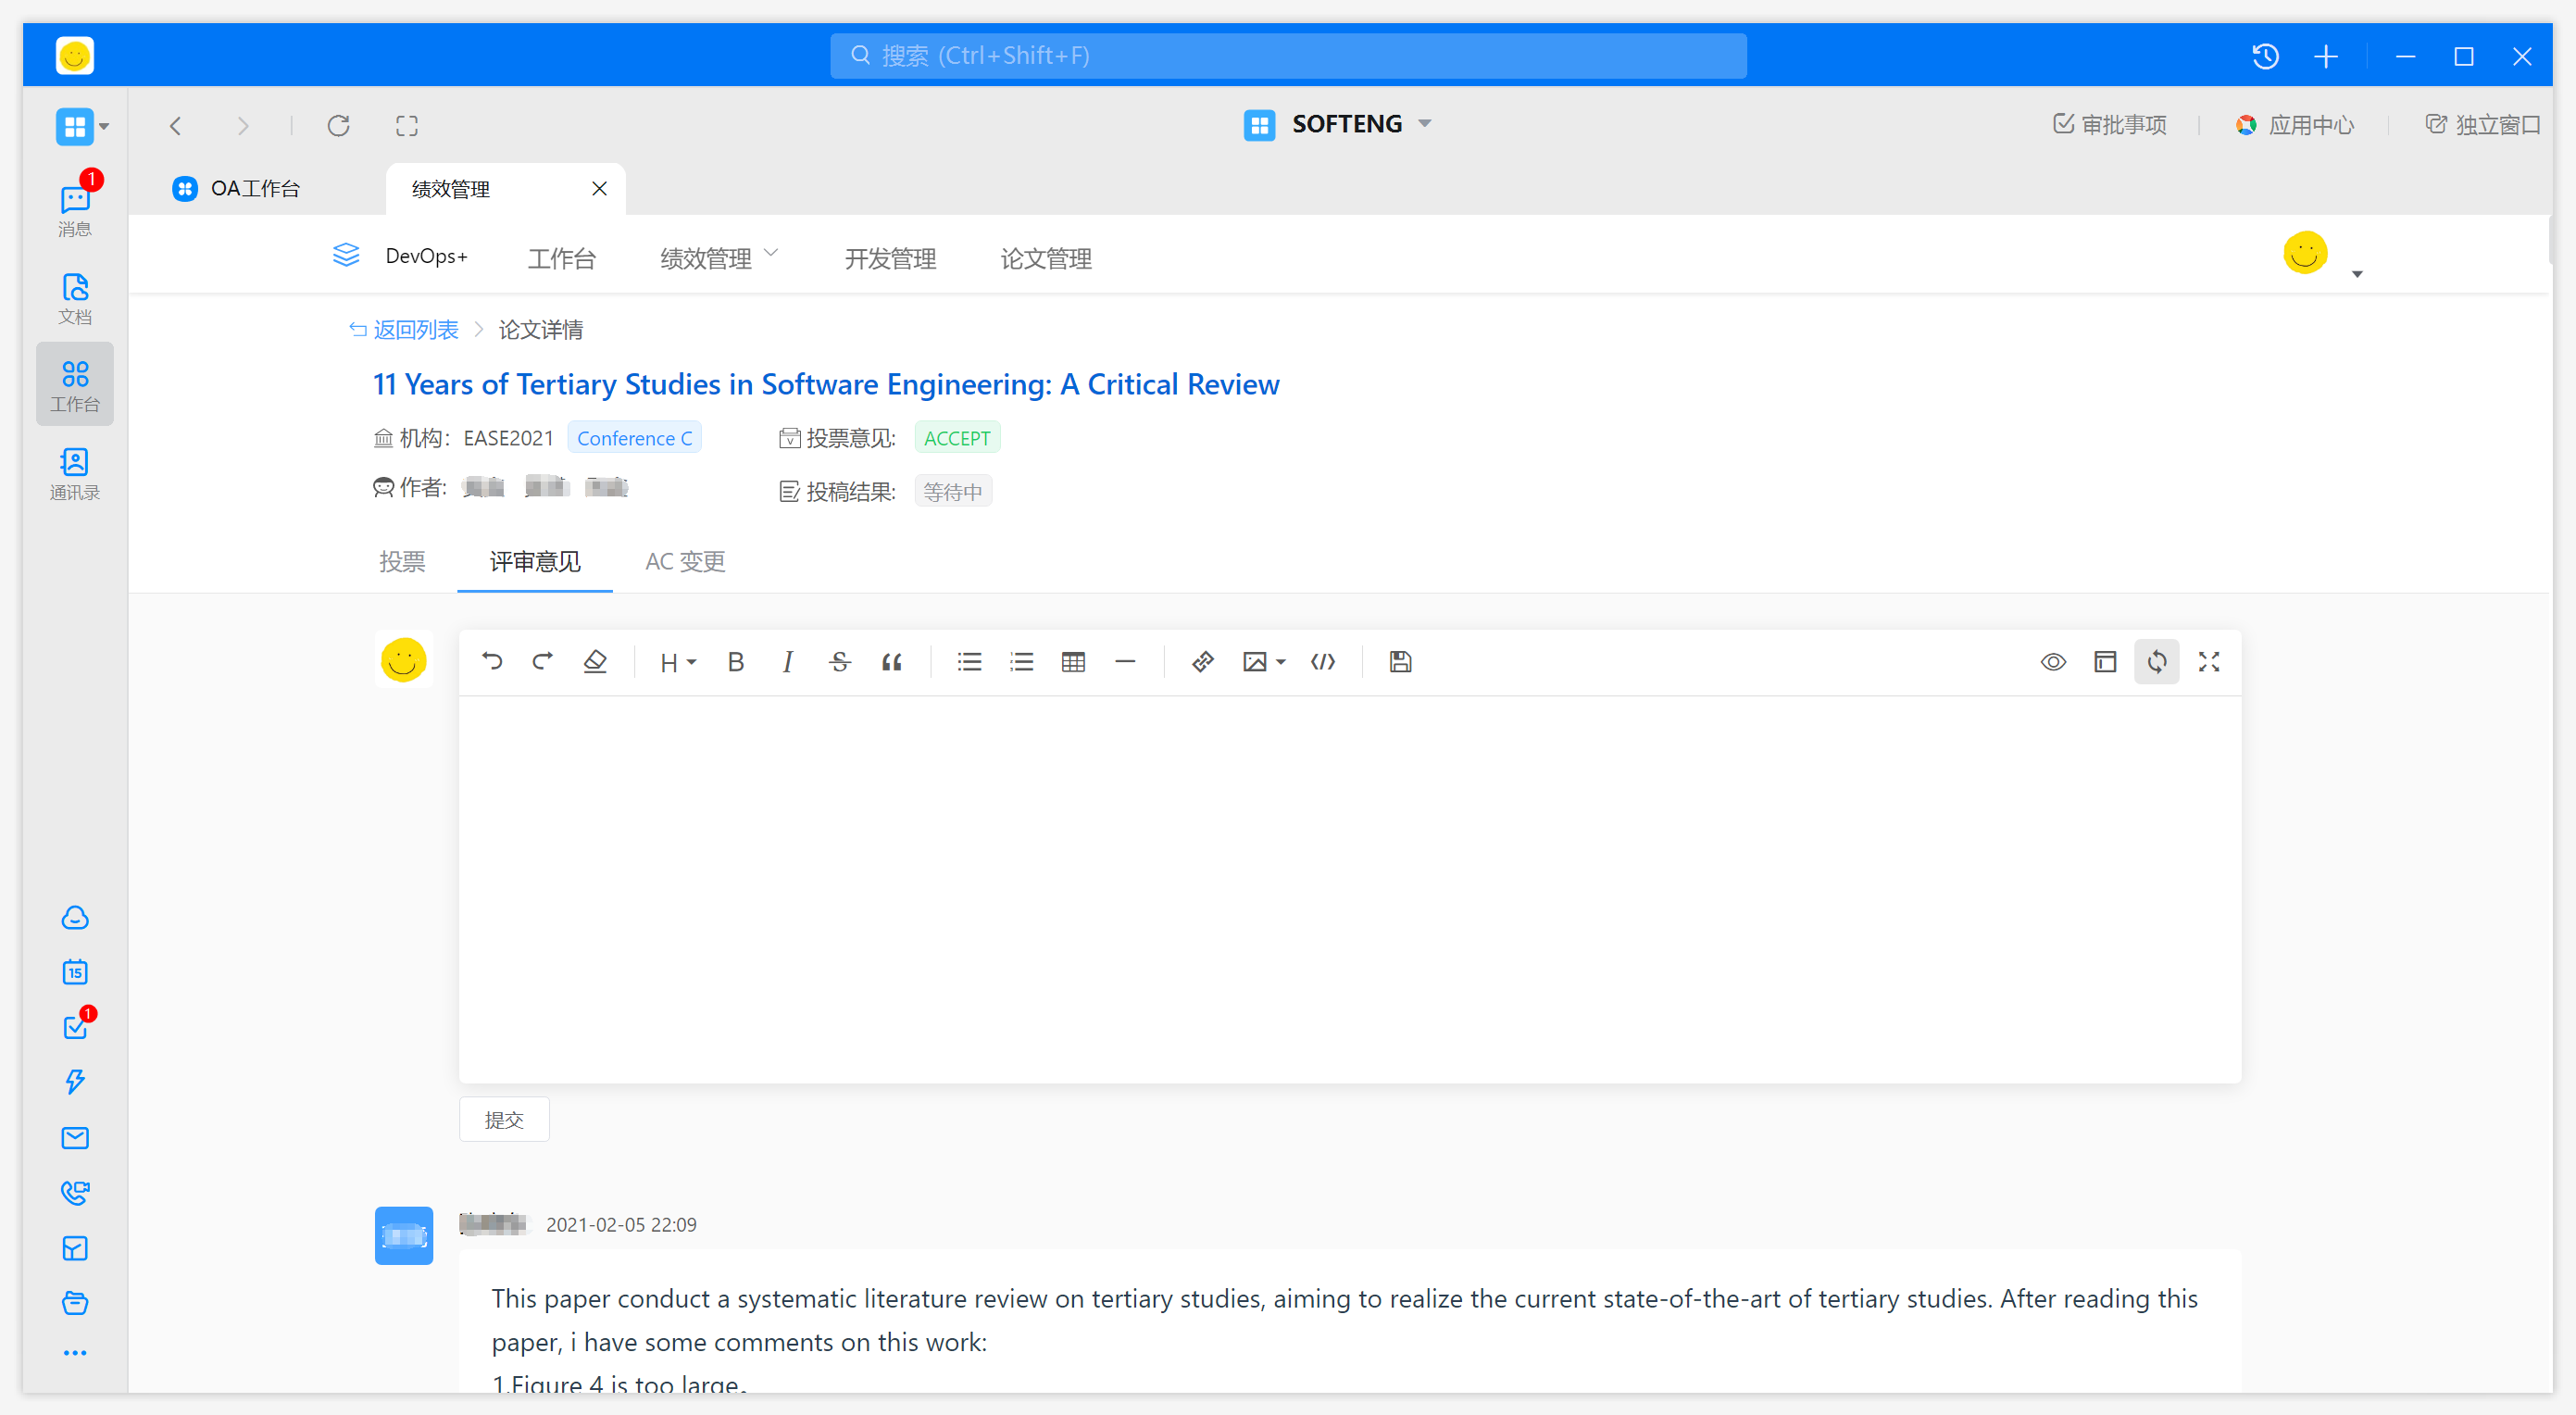 搜索 (Ctrl+Shift+F)
SOFTENG
审批事项
应用中心
独立窗口
1
消息
文档
工作台
通讯录
15
1
OA工作台
绩效管理
DevOps+
工作台
绩效管理
开发管理
论文管理
返回列表 > 论文详情
11 Years of Tertiary Studies in Software Engineering: A Critical Review
机构: EASE2021 Conference C
投票意见: ACCEPT
作者:
投稿结果: 等待中
投票
评审意见
AC 变更
H B I S
提交
2021-02-05 22:09
This paper conduct a systematic literature review on tertiary studies, aiming to realize the current state-of-the-art of tertiary studies. After reading this
paper, i have some comments on this work:
1.Figure 4 is too large。